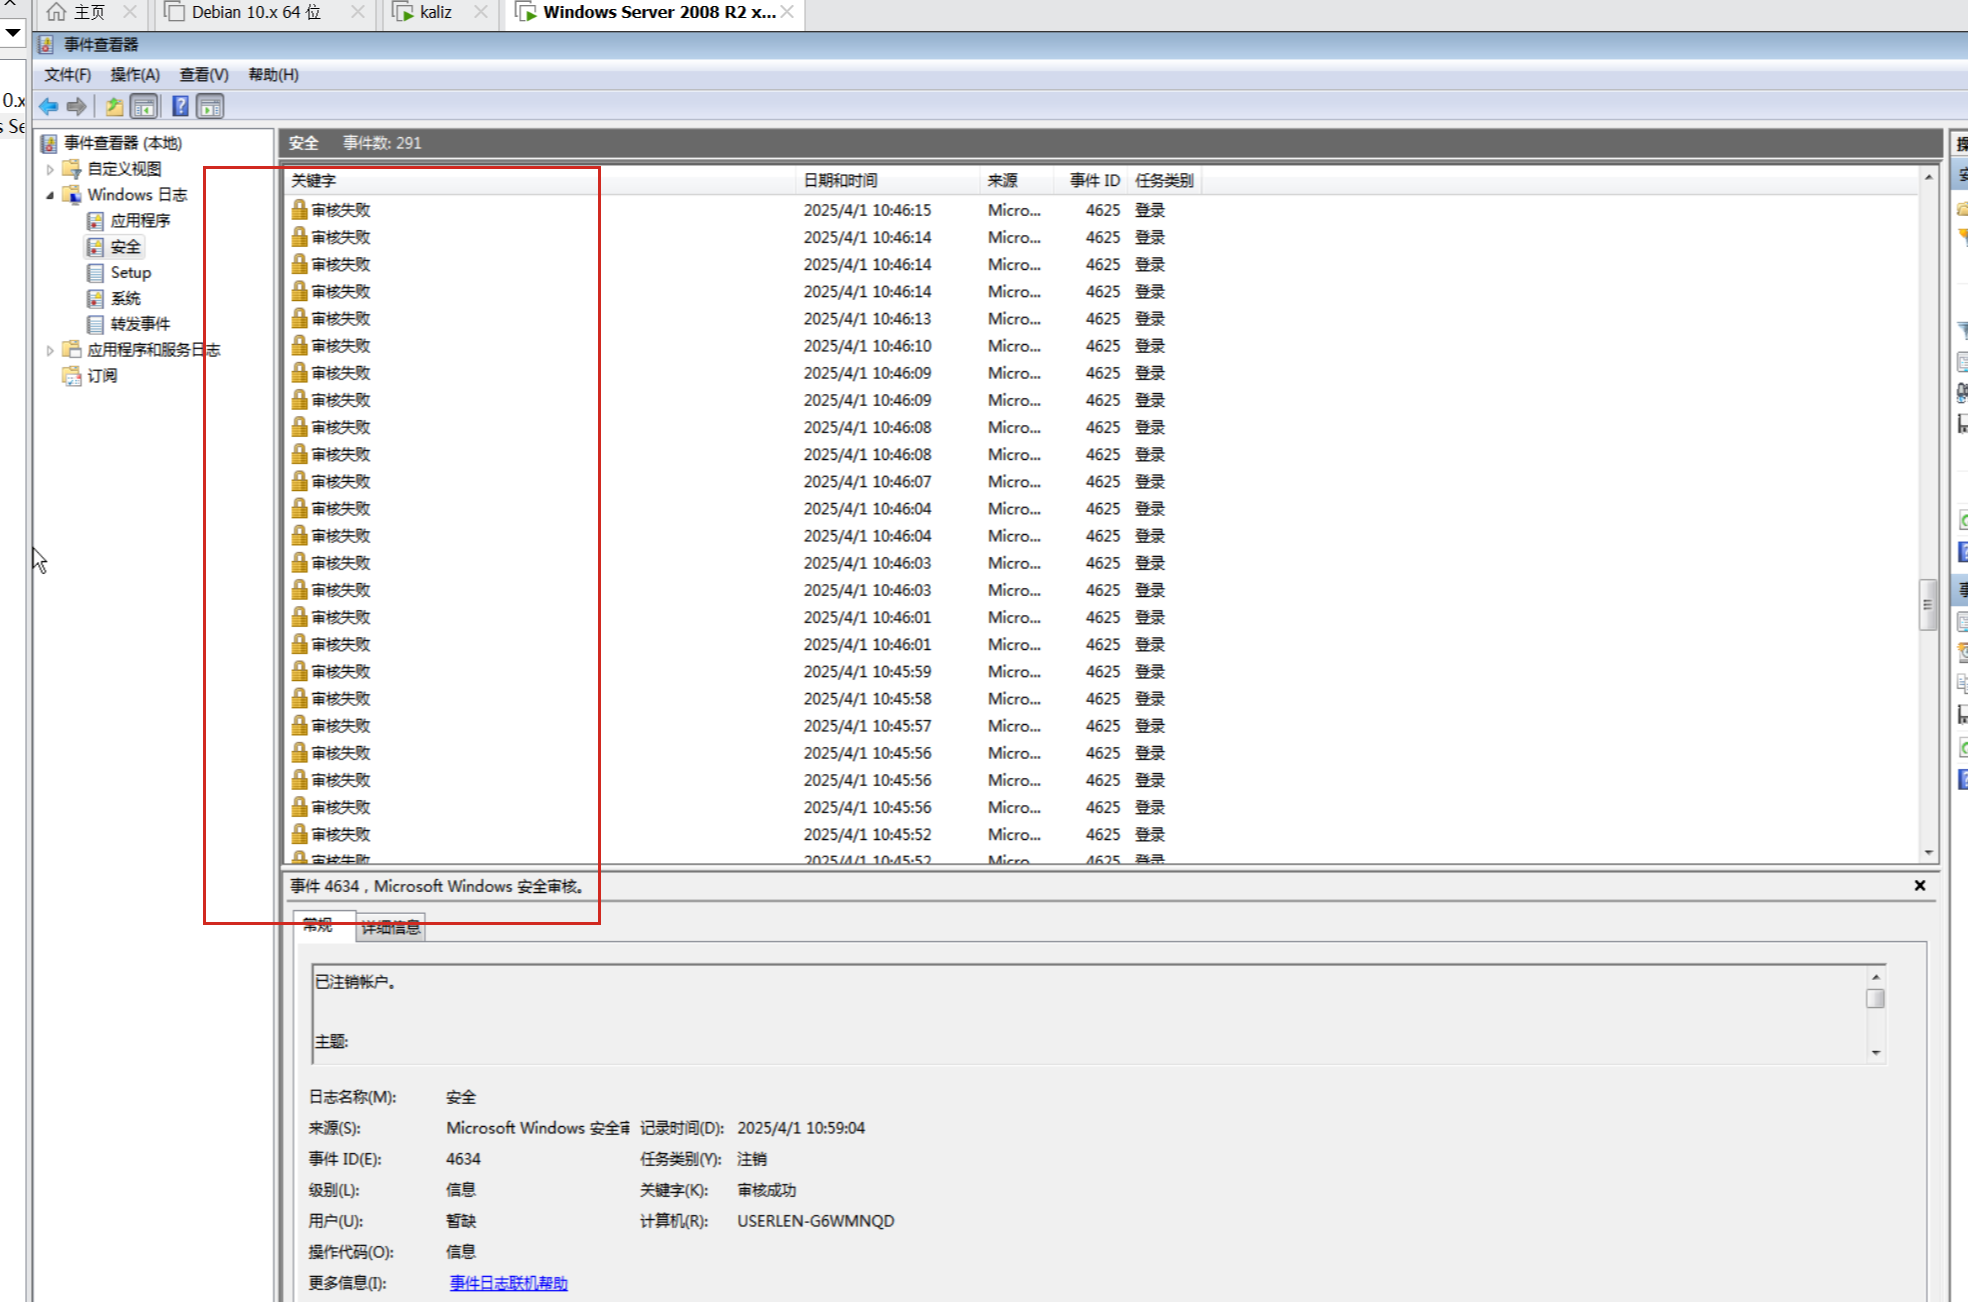 主页
Debian 10.x 64 位
kaliz
Windows Server 2008 R2 x...
事件查看器
文件(F) 操作(A) 查看(V) 帮助(H)
0.x
事件查看器 (本地)
自定义视图
Windows 日志
应用程序
安全
Setup
系统
转发事件
应用程序和服务日志
订阅
安全 事件数: 291
关键字 日期和时间 来源 事件 ID 任务类别
审核失败 2025/4/1 10:46:15 Micro... 4625 登录
审核失败 2025/4/1 10:46:14 Micro... 4625 登录
审核失败 2025/4/1 10:46:14 Micro... 4625 登录
审核失败 2025/4/1 10:46:14 Micro... 4625 登录
审核失败 2025/4/1 10:46:13 Micro... 4625 登录
审核失败 2025/4/1 10:46:10 Micro... 4625 登录
审核失败 2025/4/1 10:46:09 Micro... 4625 登录
审核失败 2025/4/1 10:46:09 Micro... 4625 登录
审核失败 2025/4/1 10:46:08 Micro... 4625 登录
审核失败 2025/4/1 10:46:08 Micro... 4625 登录
审核失败 2025/4/1 10:46:07 Micro... 4625 登录
审核失败 2025/4/1 10:46:04 Micro... 4625 登录
审核失败 2025/4/1 10:46:04 Micro... 4625 登录
审核失败 2025/4/1 10:46:03 Micro... 4625 登录
审核失败 2025/4/1 10:46:03 Micro... 4625 登录
审核失败 2025/4/1 10:46:01 Micro... 4625 登录
审核失败 2025/4/1 10:46:01 Micro... 4625 登录
审核失败 2025/4/1 10:45:59 Micro... 4625 登录
审核失败 2025/4/1 10:45:58 Micro... 4625 登录
审核失败 2025/4/1 10:45:57 Micro... 4625 登录
审核失败 2025/4/1 10:45:56 Micro... 4625 登录
审核失败 2025/4/1 10:45:56 Micro... 4625 登录
审核失败 2025/4/1 10:45:56 Micro... 4625 登录
审核失败 2025/4/1 10:45:52 Micro... 4625 登录
审核失败 2025/4/1 10:45:52 Micro... 4625 登录
事件 4634，Microsoft Windows 安全审核。
常规 详细信息
已注销帐户。
主题:
日志名称(M): 安全
来源(S): Microsoft Windows 安全审 记录时间(D): 2025/4/1 10:59:04
事件 ID(E): 4634 任务类别(Y): 注销
级别(L): 信息 关键字(K): 审核成功
用户(U): 暂缺 计算机(R): USERLEN-G6WMNQD
操作代码(O): 信息
更多信息(I): 事件日志联机帮助